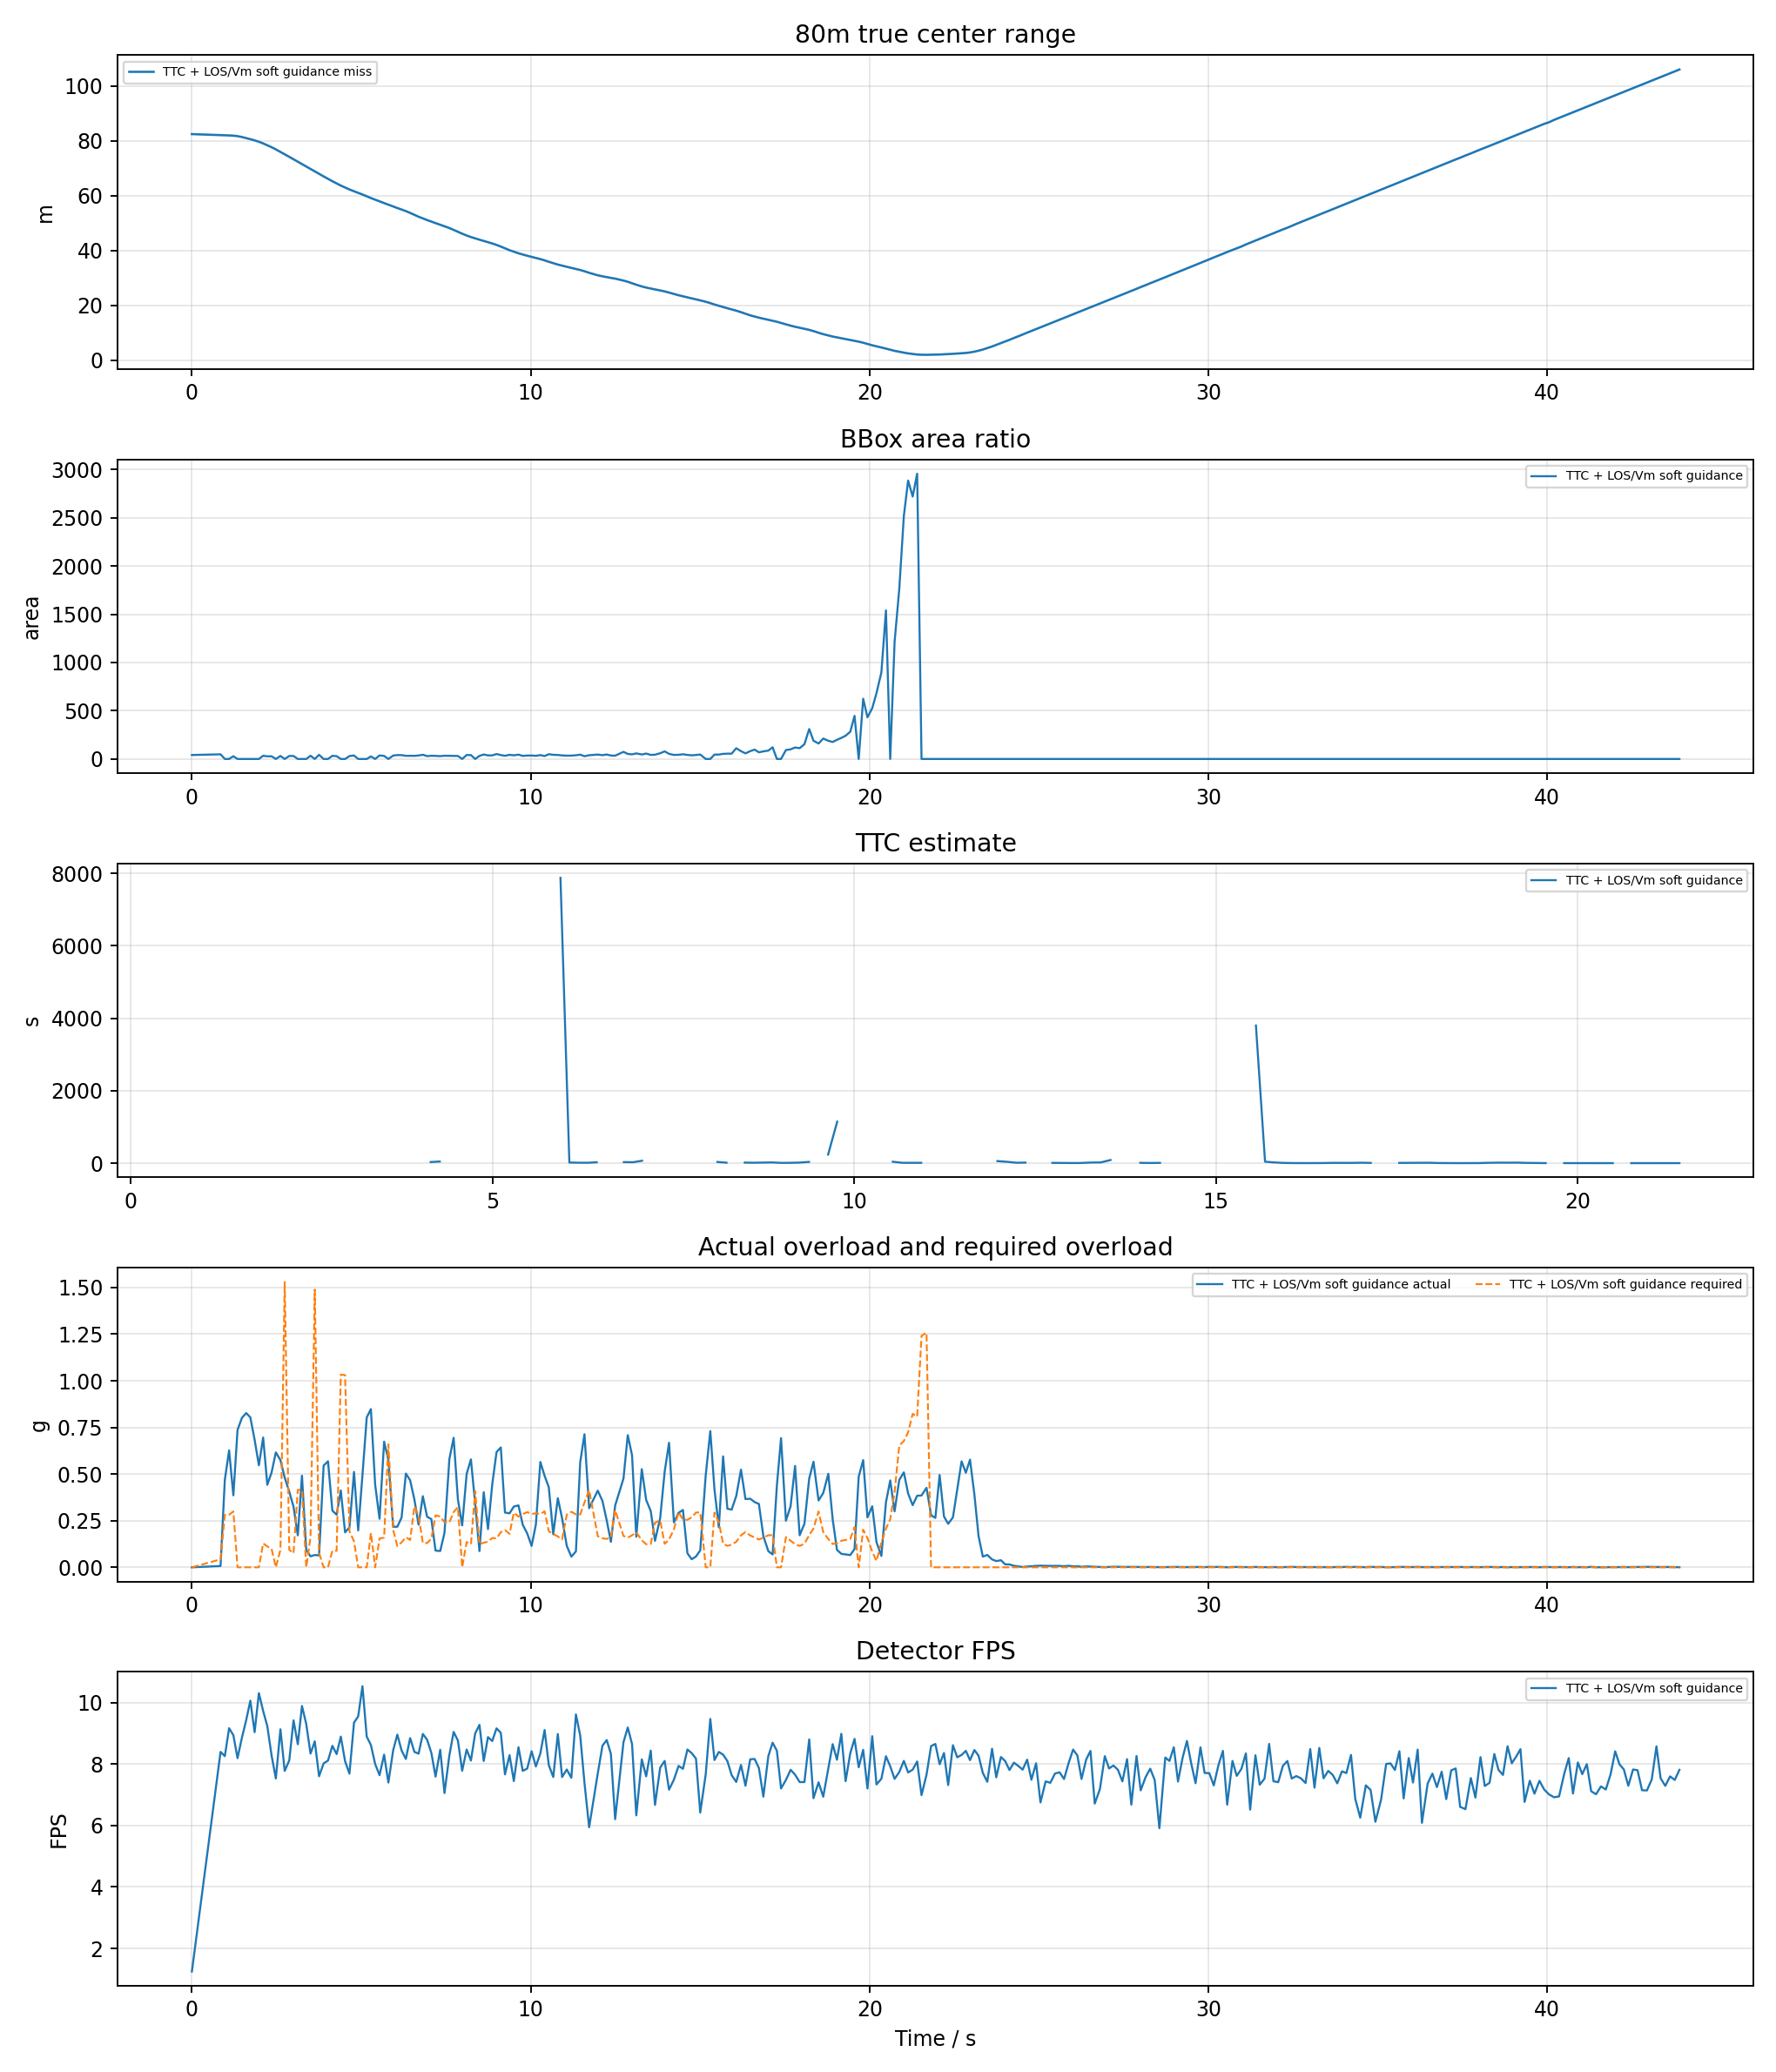 80m true center range
TTC + LOS/Vm soft guidance miss
100
80
60
40
20
0
m
0 10 20 30 40
BBox area ratio
TTC + LOS/Vm soft guidance
3000
2500
2000
1500
1000
500
0
area
0 10 20 30 40
TTC estimate
TTC + LOS/Vm soft guidance
8000
6000
4000
2000
0
s
0 5 10 15 20
Actual overload and required overload
TTC + LOS/Vm soft guidance actual TTC + LOS/Vm soft guidance required
1.50
1.25
1.00
0.75
0.50
0.25
0.00
g
0 10 20 30 40
Detector FPS
TTC + LOS/Vm soft guidance
10
8
6
4
2
FPS
0 10 20 30 40
Time / s